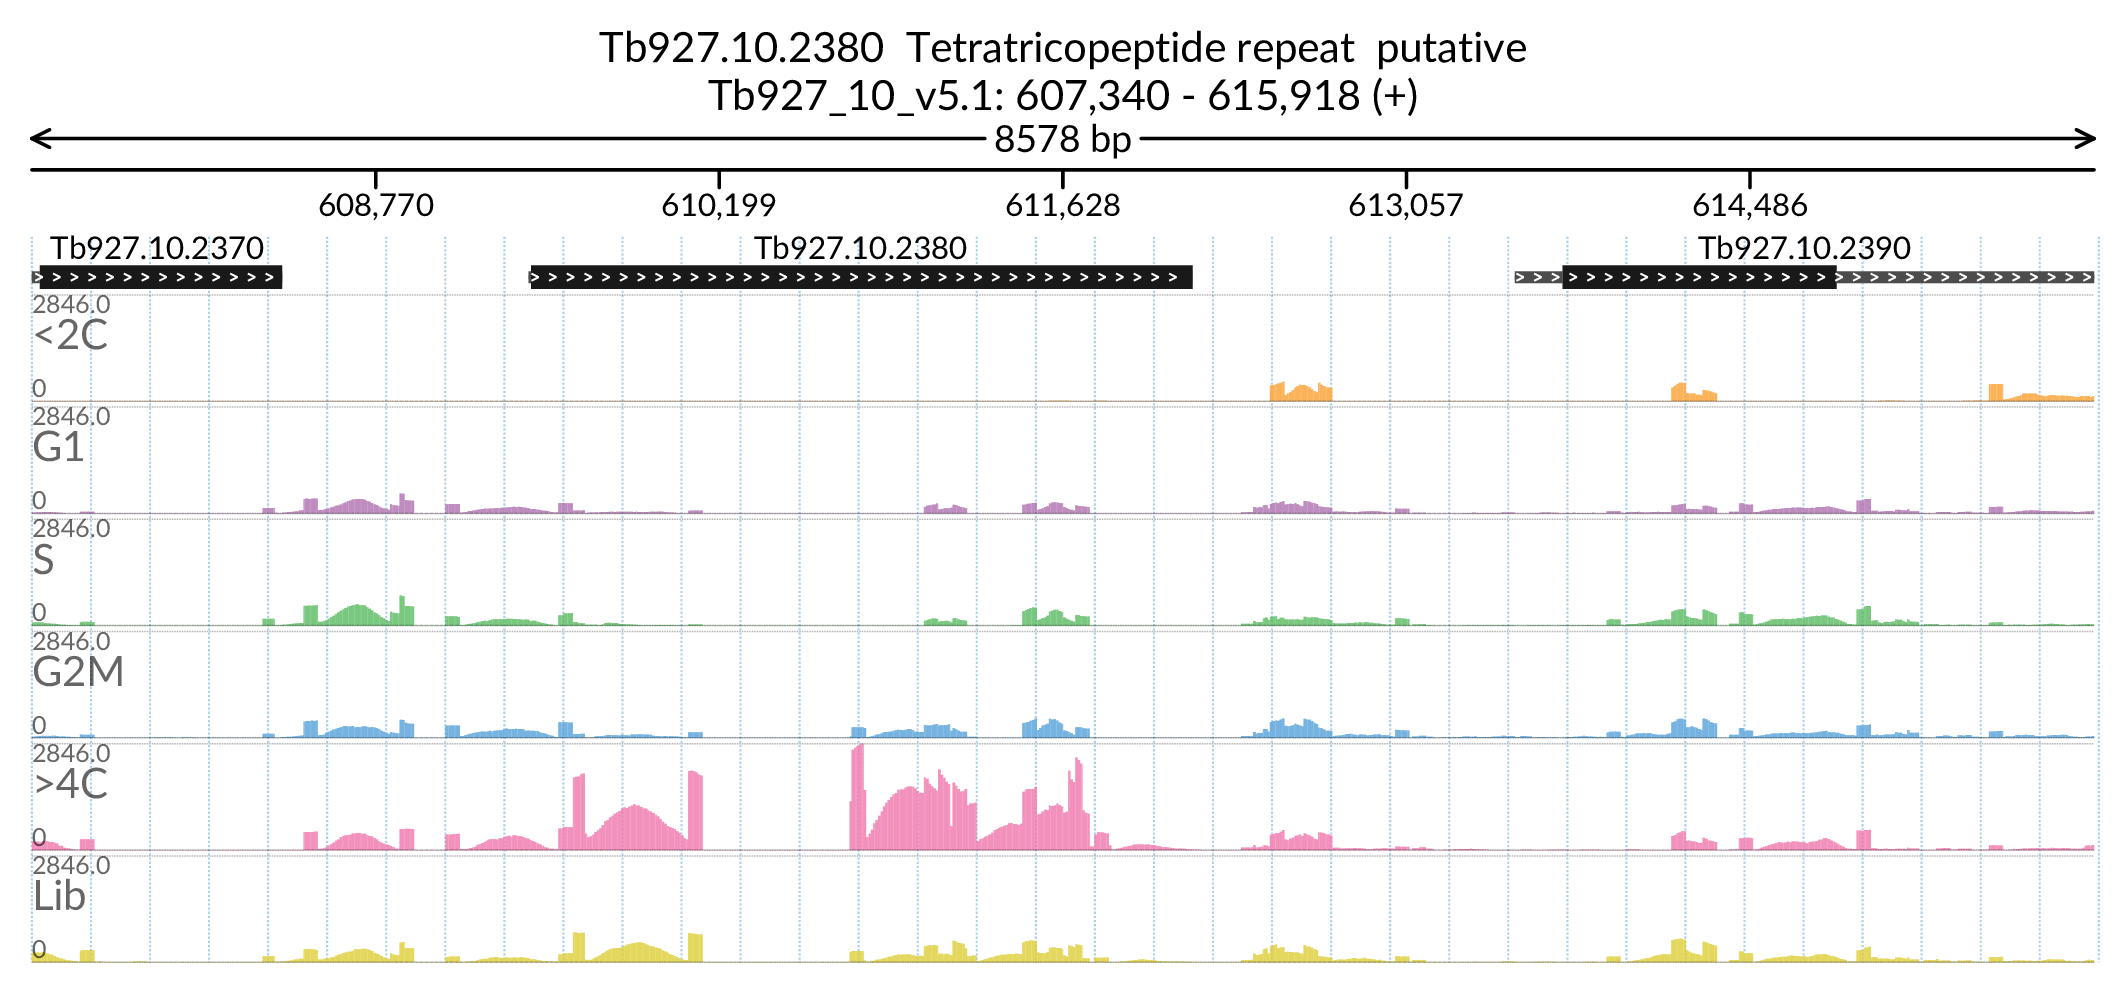 Tb927.10.2380 Tetratricopeptide repeat putative
Tb927_10_v5.1: 607,340 - 615,918 (+)
8578 bp
608,770 610,199 611,628 613,057 614,486
Tb927.10.2370 Tb927.10.2380 Tb927.10.2390
2846.0
<2C
0
2846.0
G1
0
2846.0
S
0
2846.0
G2M
0
2846.0
>4C
0
2846.0
Lib
0